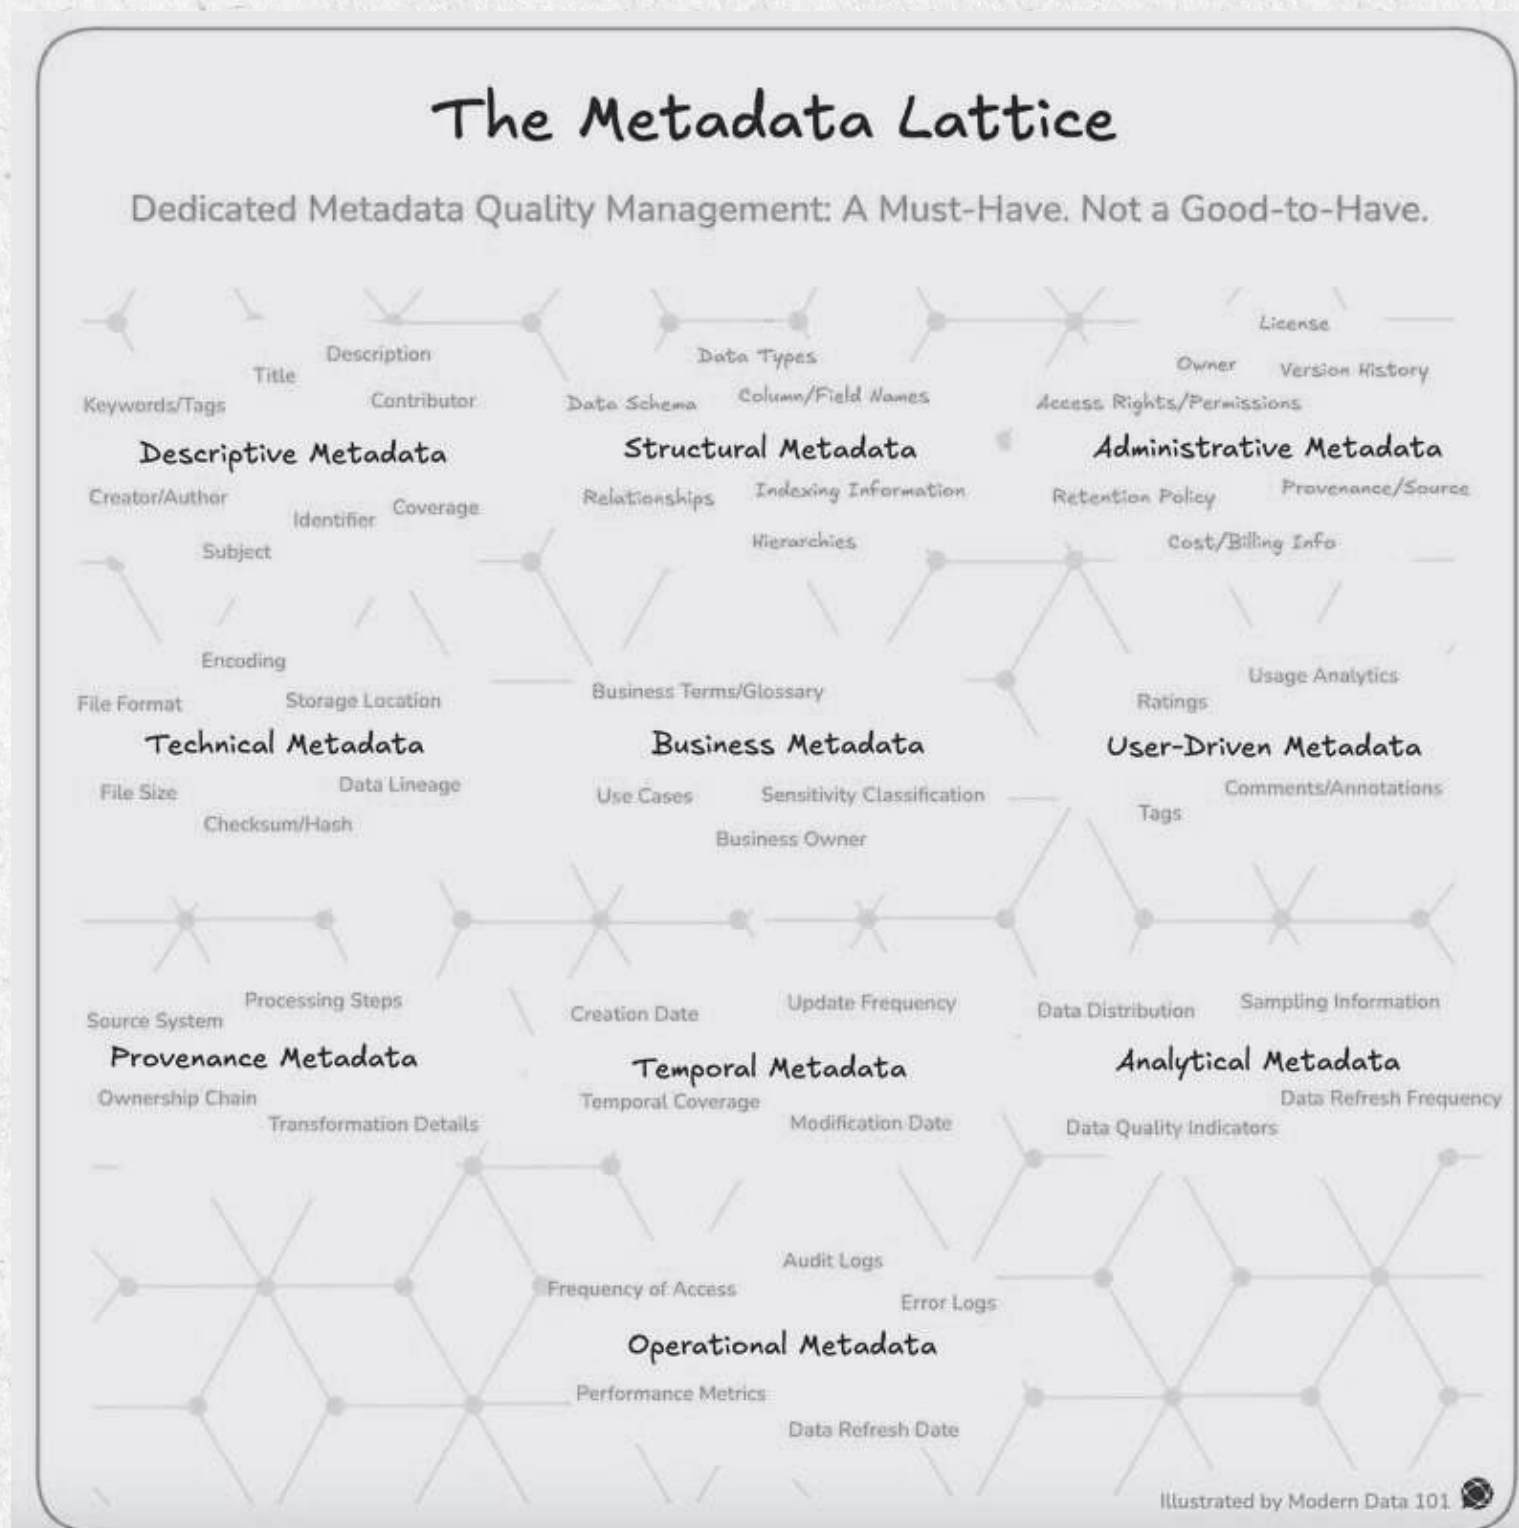 The Metadata Lattice
Dedicated Metadata Quality Management: A Must-Have. Not a Good-to-Have.
Description
Title
Keywords/Tags
Contributor
Descriptive Metadata
Creator/Author
Identifier
Coverage
Subject
Data Types
Data Schema
Column/Field Names
Structural Metadata
Relationships
Indexing Information
Hierarchies
License
Owner
Version History
Access Rights/Permissions
Administrative Metadata
Retention Policy
Provenance/Source
Cost/Billing Info
Encoding
File Format
Storage Location
Technical Metadata
File Size
Data Lineage
Checksum/Hash
Business Terms/Glossary
Business Metadata
Use Cases
Sensitivity Classification
Business Owner
Usage Analytics
Ratings
User-Driven Metadata
Comments/Annotations
Tags
Processing Steps
Source System
Provenance Metadata
Ownership Chain
Transformation Details
Creation Date
Update Frequency
Temporal Metadata
Temporal Coverage
Modification Date
Data Distribution
Sampling Information
Analytical Metadata
Data Refresh Frequency
Data Quality Indicators
Audit Logs
Frequency of Access
Error Logs
Operational Metadata
Performance Metrics
Data Refresh Date
Illustrated by Modern Data 101